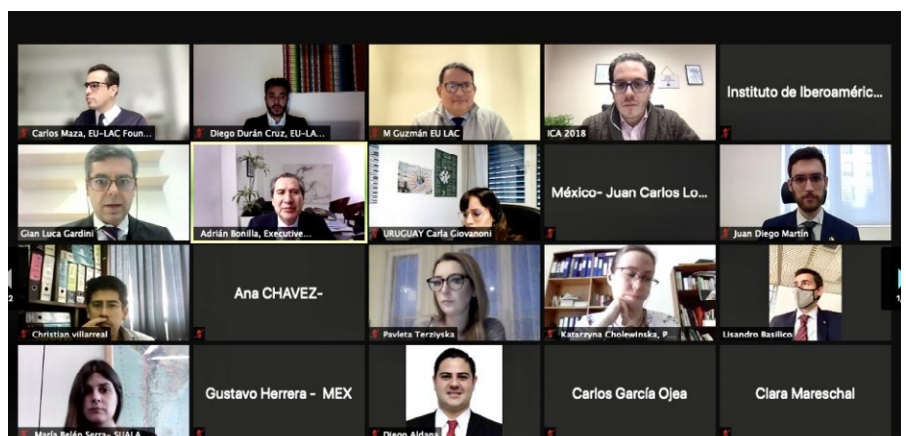 Carlos Maza, EU-LAC Foun...
Diego Durán Cruz, EU-LA...
M Guzmán EU LAC
ICA 2018
Instituto de Iberoaméric...
Gian Luca Gardini
Adrián Bonilla, Executive...
URUGUAY Carla Giovanoni
México- Juan Carlos Lo...
Juan Diego Martín
Christian villarreal
Ana CHAVEZ-
Pavleta Terziyska
Katarzyna Cholewinska, P...
Lisandro Basilico
María Belén Serra- SUALA
Gustavo Herrera - MEX
Diego Aldana
Carlos García Ojea
Clara Mareschal